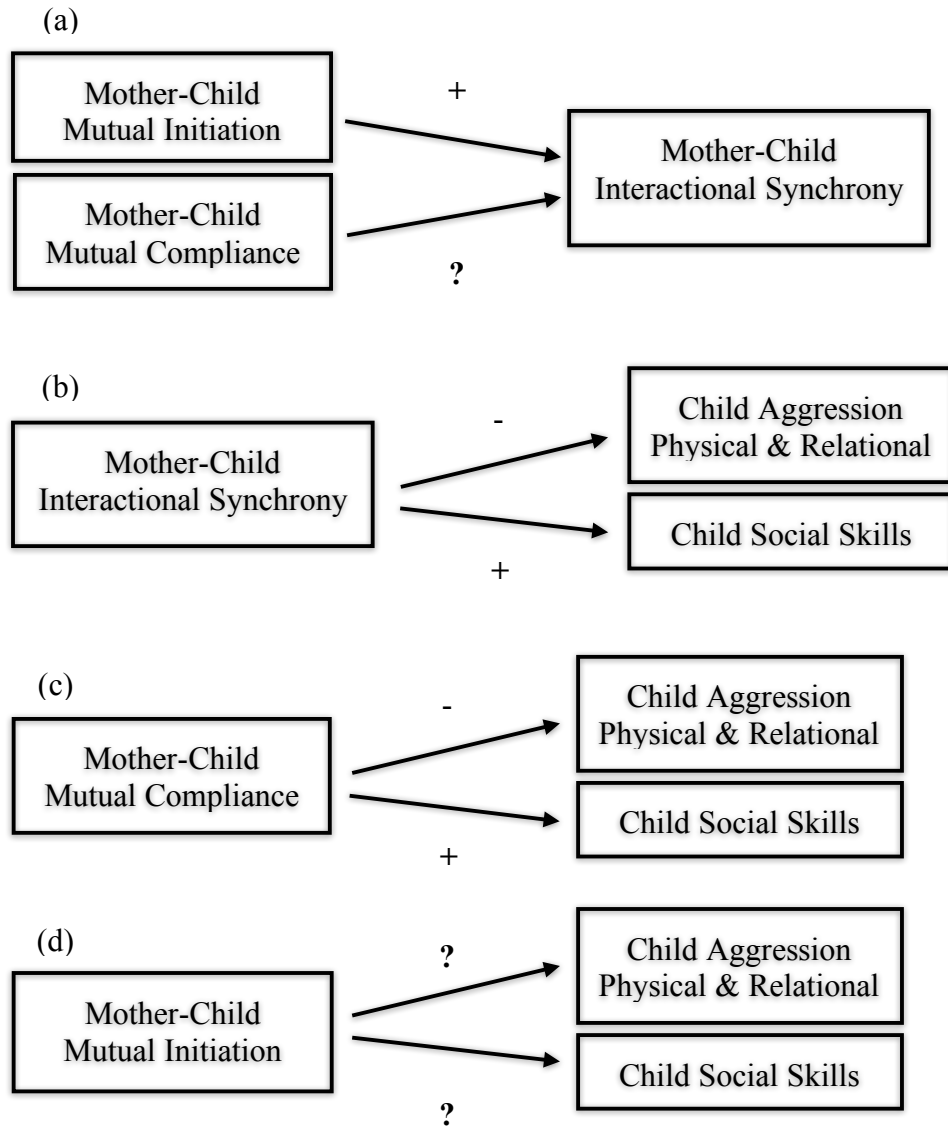 (a)
Mother-Child
Mutual Initiation
+
Mother-Child
Interactional Synchrony
Mother-Child
Mutual Compliance
?
(b)
Mother-Child
Interactional Synchrony
-
Child Aggression
Physical & Relational
Child Social Skills
+
(c)
Mother-Child
Mutual Compliance
-
Child Aggression
Physical & Relational
Child Social Skills
+
(d)
Mother-Child
Mutual Initiation
?
Child Aggression
Physical & Relational
Child Social Skills
?